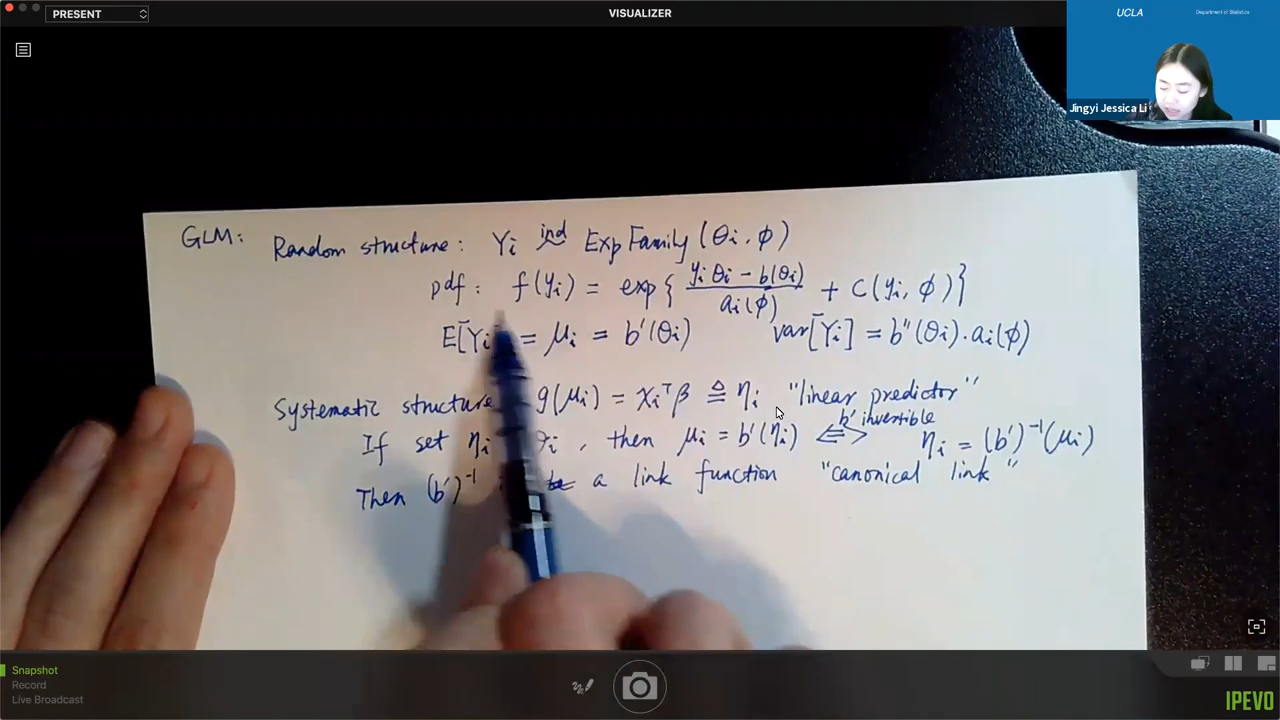 PRESENT
VISUALIZER
UCLA
Department of Statistics
Jingyi Jessica Li
GLM: Random structure: Yi ind~ ExpFamily(θi, ϕ)
pdf: f(yi) = exp{ (yiθi - b(θi)) / ai(ϕ) + C(yi, ϕ)}
E[Yi] = μi = b'(θi) var[Yi] = b''(θi)·ai(ϕ)
Systematic structure g(μi) = xiᵀβ ≜ ηi "linear predictor"
b' invertible
If set ηi θi, then μi = b'(ηi) <=> ηi = (b')⁻¹(μi)
Then (b')⁻¹ a link function "canonical link"
Snapshot
Record
Live Broadcast
IPEVO